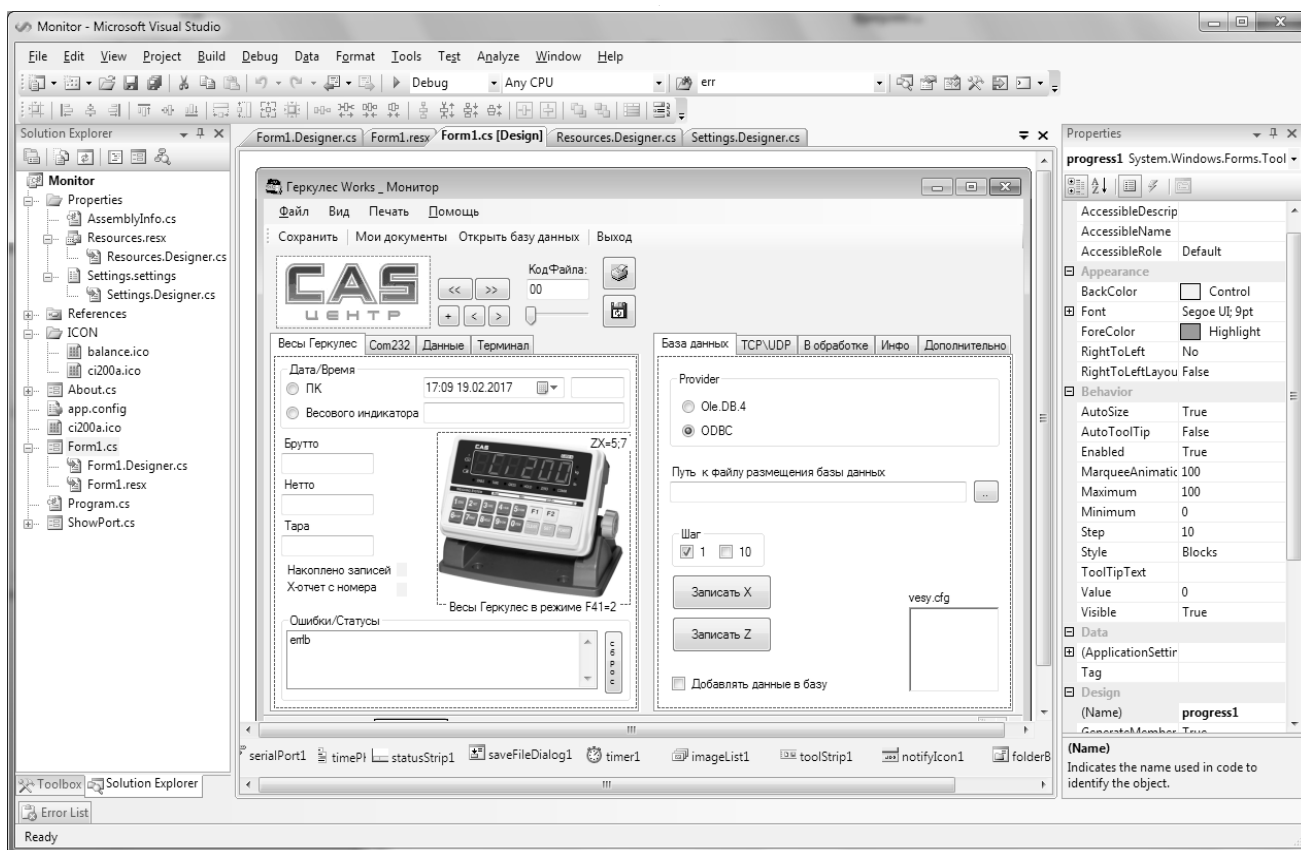 Monitor - Microsoft Visual Studio
File Edit View Project Build Debug Data Format Tools Test Analyze Window Help
Debug Any CPU err
Solution Explorer
Monitor
Properties
AssemblyInfo.cs
Resources.resx
Resources.Designer.cs
Settings.settings
Settings.Designer.cs
References
ICON
balance.ico
ci200a.ico
About.cs
app.config
ci200a.ico
Form1.cs
Form1.Designer.cs
Form1.resx
Program.cs
ShowPort.cs
Toolbox Solution Explorer
Form1.Designer.cs Form1.resx Form1.cs [Design] Resources.Designer.cs Settings.Designer.cs
Геркулес Works _ Монитор
Файл Вид Печать Помощь
Сохранить Мои документы Открыть базу данных Выход
CAS
ЦЕНТР
<< >>
+ < >
КодФайла:
00
Весы Геркулес Com232 Данные Терминал
Дата/Время
ПК 17:09 19.02.2017
Весового индикатора
Брутто
Нетто
Тара
Накоплено записей
X-отчет с номера
ZX=5;7
CAS
F1 F2
Весы Геркулес в режиме F41=2
Ошибки/Статусы
errlb
сброс
База данных TCP\UDP В обработке Инфо Дополнительно
Provider
Ole.DB.4
ODBC
Путь к файлу размещения базы данных
..
Шаг
1 10
Записать X
Записать Z
vesy.cfg
Добавлять данные в базу
serialPort1 timePI statusStrip1 saveFileDialog1 timer1 imageList1 toolStrip1 notifyIcon1 folderB
Properties
progress1 System.Windows.Forms.Tool
AccessibleDescrip
AccessibleName
AccessibleRole Default
Appearance
BackColor Control
Font Segoe UI; 9pt
ForeColor Highlight
RightToLeft No
RightToLeftLayou False
Behavior
AutoSize True
AutoToolTip False
Enabled True
MarqueeAnimatic 100
Maximum 100
Minimum 0
Step 10
Style Blocks
ToolTipText
Value 0
Visible True
Data
(ApplicationSettir
Tag
Design
(Name) progress1
GenerateMember True
(Name)
Indicates the name used in code to
identify the object.
Error List
Ready